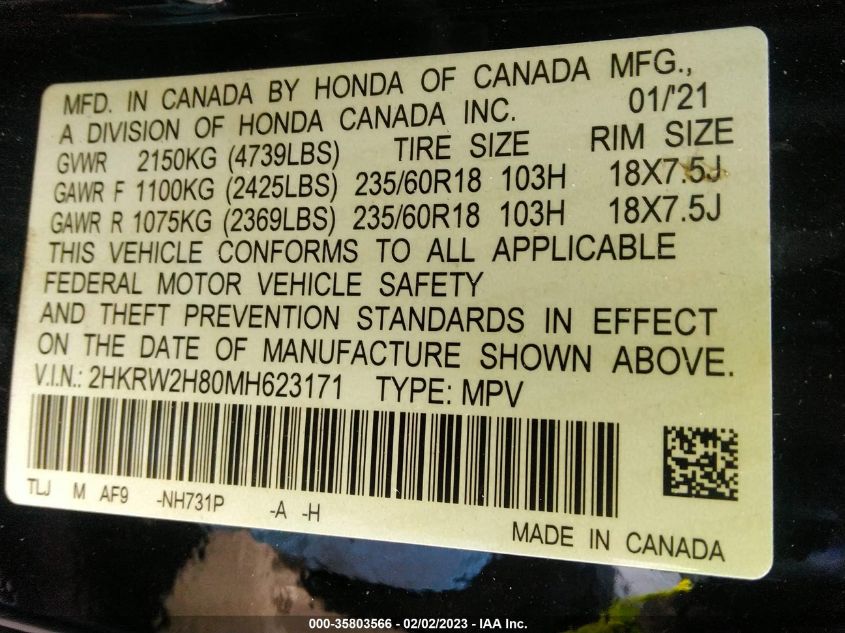 MFD. IN CANADA BY HONDA OF CANADA MFG.,
A DIVISION OF HONDA CANADA INC. 01/'21
GVWR 2150KG (4739LBS) TIRE SIZE RIM SIZE
GAWR F 1100KG (2425LBS) 235/60R18 103H 18X7.5J
GAWR R 1075KG (2369LBS) 235/60R18 103H 18X7.5J
THIS VEHICLE CONFORMS TO ALL APPLICABLE
FEDERAL MOTOR VEHICLE SAFETY
AND THEFT PREVENTION STANDARDS IN EFFECT
ON THE DATE OF MANUFACTURE SHOWN ABOVE.
V.I.N.: 2HKRW2H80MH623171 TYPE: MPV
TLJ M AF9 -NH731P -A -H
MADE IN CANADA
000-35803566 - 02/02/2023 - IAA Inc.